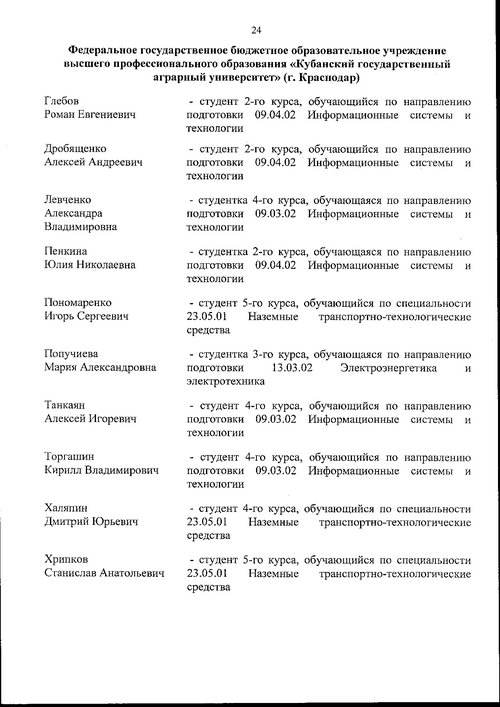 24
Федеральное государственное бюджетное образовательное учреждение
высшего профессионального образования «Кубанский государственный
аграрный университет» (г. Краснодар)
Глебов - студент 2-го курса, обучающийся по направлению
Роман Евгениевич подготовки 09.04.02 Информационные системы и
технологии
Дробященко - студент 2-го курса, обучающийся по направлению
Алексей Андреевич подготовки 09.04.02 Информационные системы и
технологии
Левченко - студентка 4-го курса, обучающаяся по направлению
Александра подготовки 09.03.02 Информационные системы и
Владимировна технологии
Пенкина - студентка 2-го курса, обучающаяся по направлению
Юлия Николаевна подготовки 09.04.02 Информационные системы и
технологии
Пономаренко - студент 5-го курса, обучающийся по специальности
Игорь Сергеевич 23.05.01 Наземные транспортно-технологические
средства
Попучиева - студентка 3-го курса, обучающаяся по направлению
Мария Александровна подготовки 13.03.02 Электроэнергетика и
электротехника
Танкаян - студент 4-го курса, обучающийся по направлению
Алексей Игоревич подготовки 09.03.02 Информационные системы и
технологии
Торгашин - студент 4-го курса, обучающийся по направлению
Кирилл Владимирович подготовки 09.03.02 Информационные системы и
технологии
Халяпин - студент 4-го курса, обучающийся по специальности
Дмитрий Юрьевич 23.05.01 Наземные транспортно-технологические
средства
Хрипков - студент 5-го курса, обучающийся по специальности
Станислав Анатольевич 23.05.01 Наземные транспортно-технологические
средства